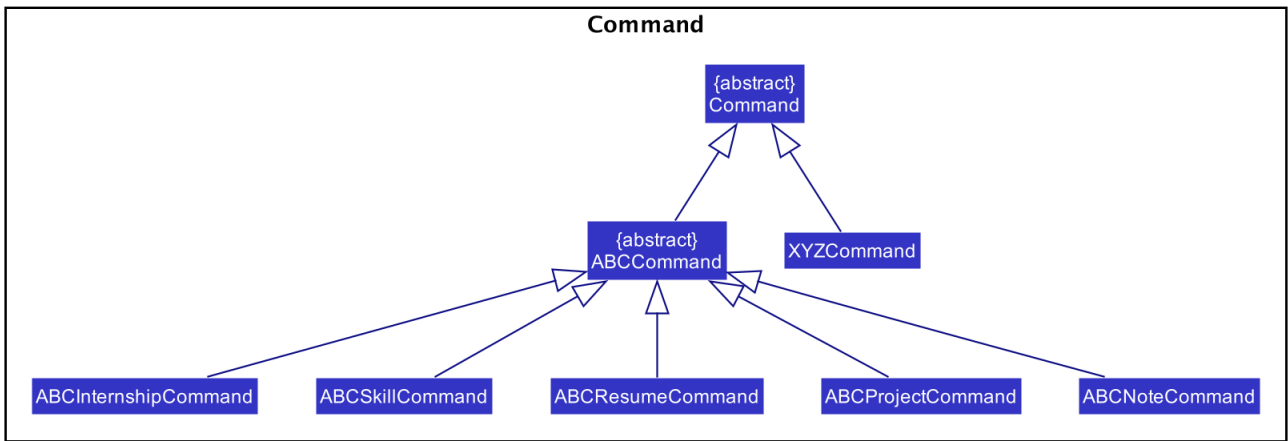 Command
{abstract}
Command
{abstract}
ABCCommand
XYZCommand
ABCInternshipCommand
ABCSkillCommand
ABCResumeCommand
ABCProjectCommand
ABCNoteCommand